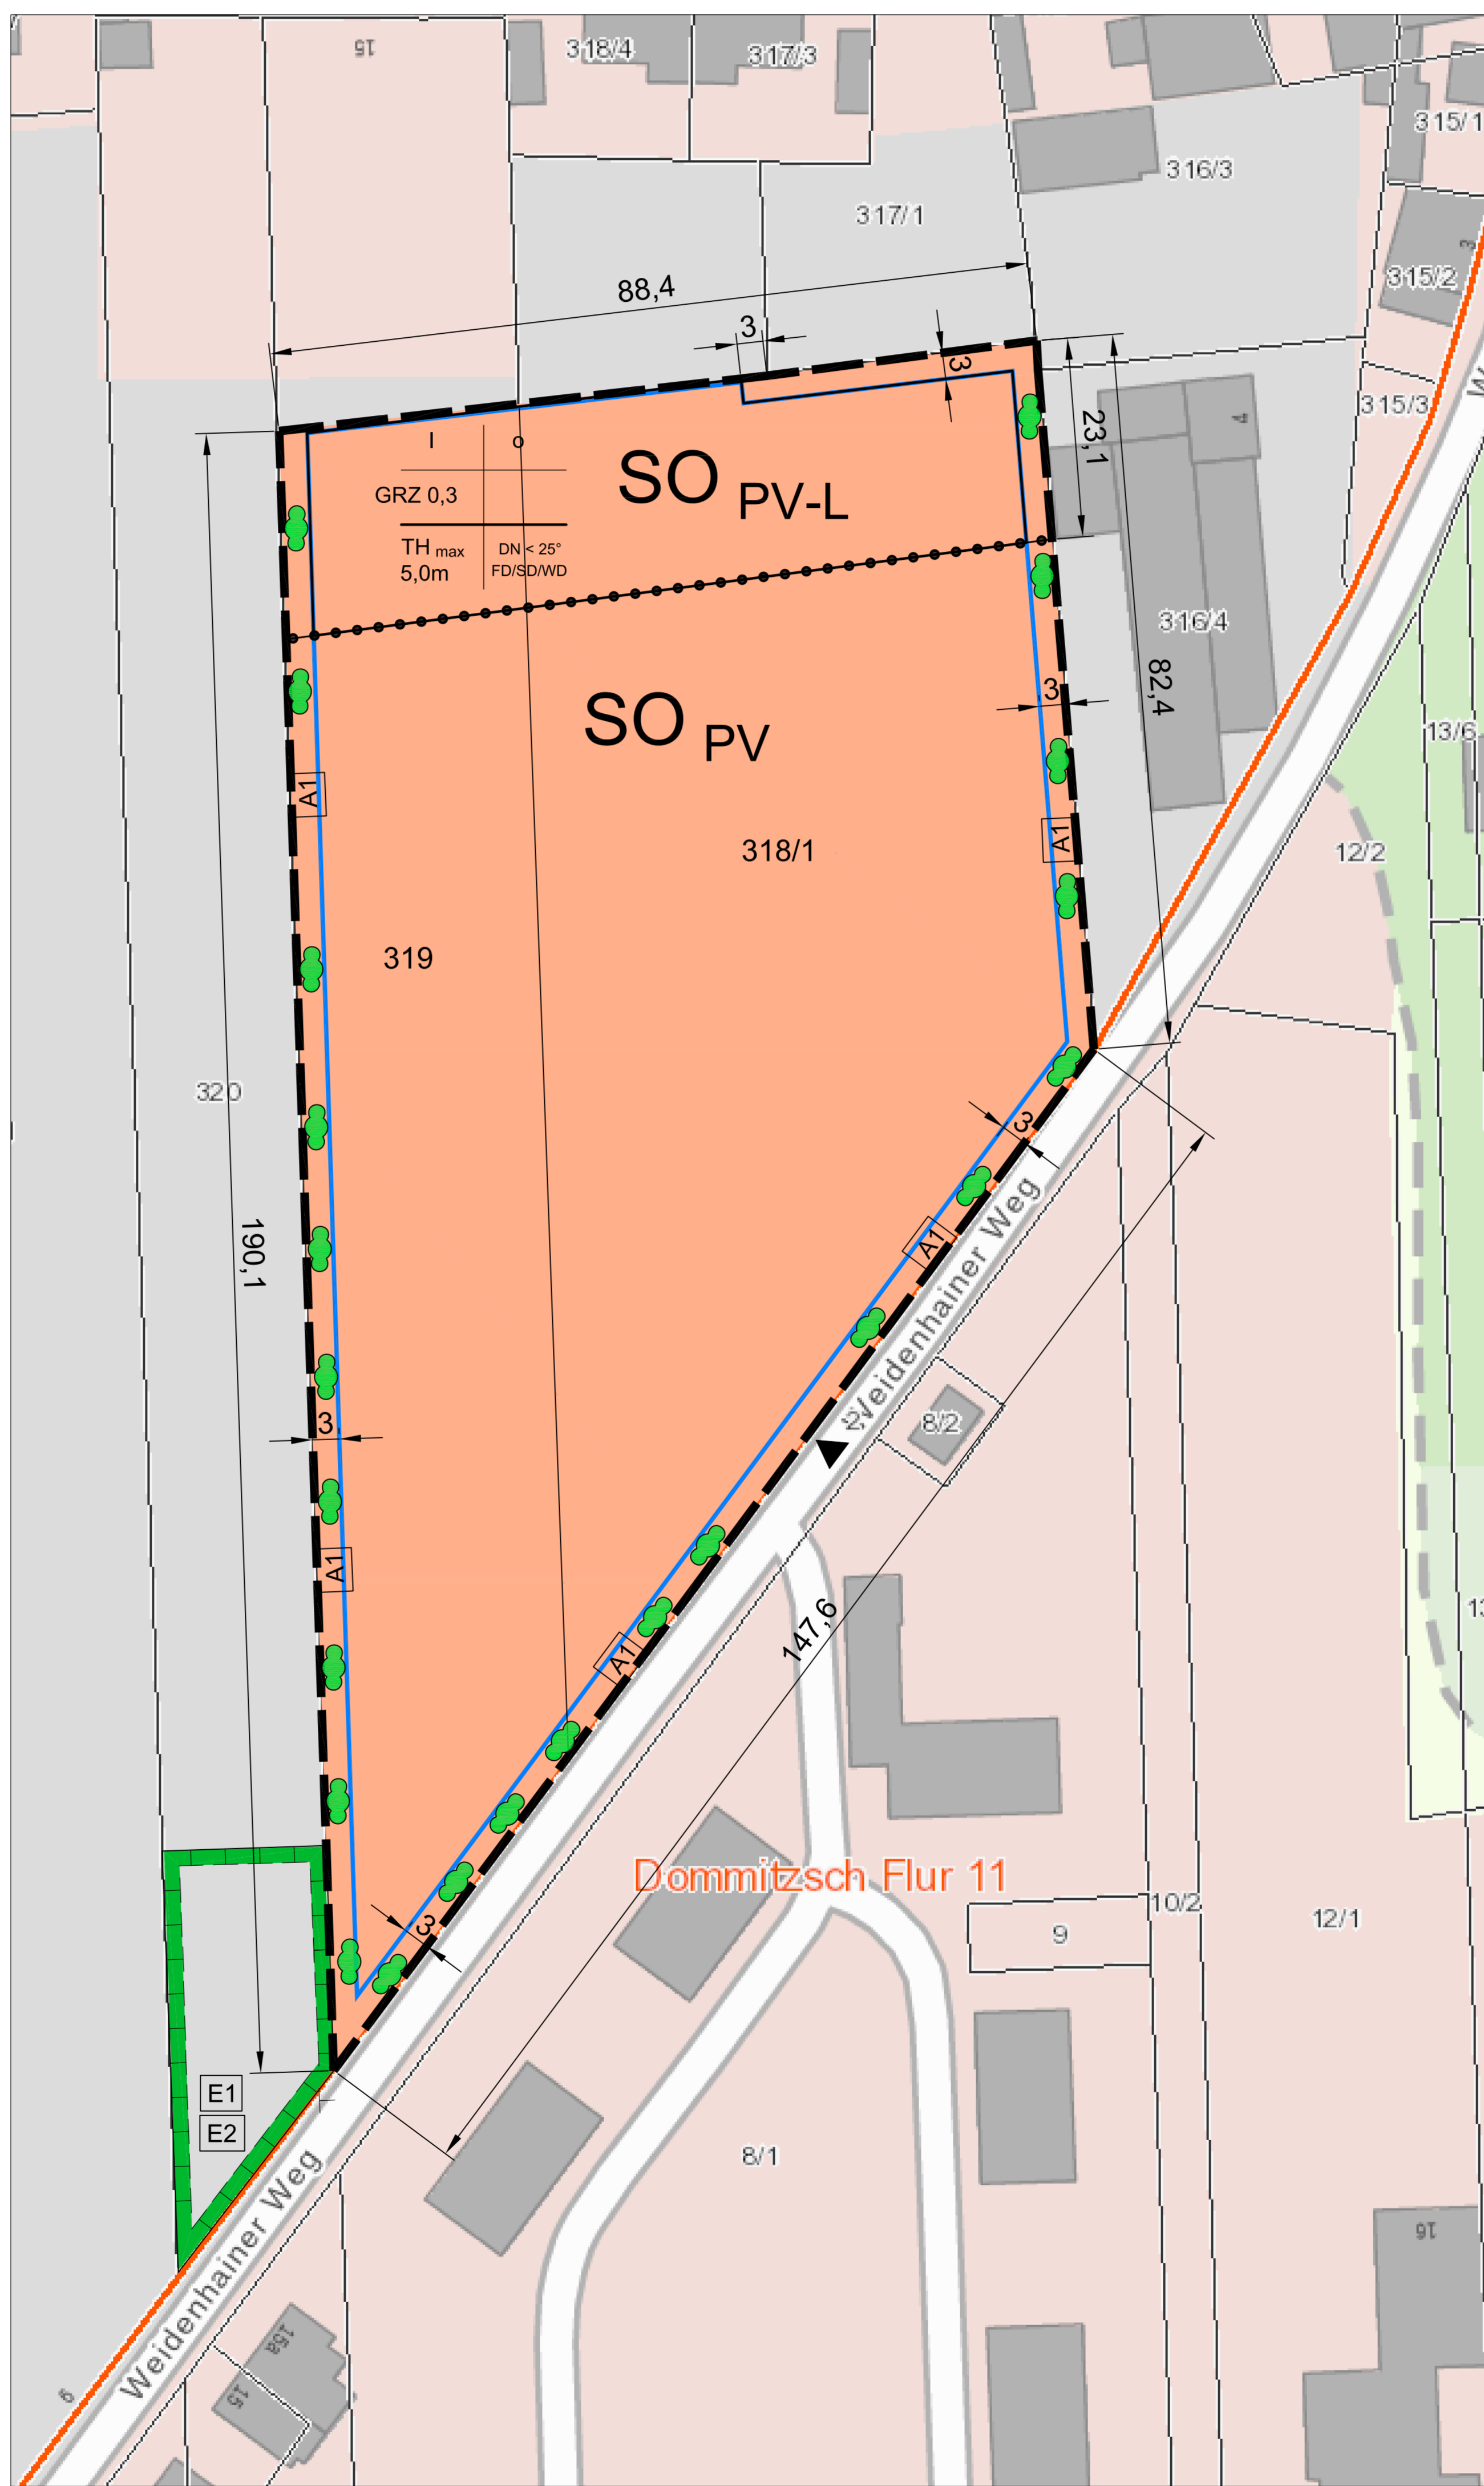 15
318/4
317/3
315/1
316/3
317/1
3
315/2
88,4
3
3
315/3
4
23,1
I
o
SO PV-L
GRZ 0,3
TH max
5,0m
DN < 25°
FD/SD/WD
316/4
82,4
3
SO PV
13/6
A1
A1
318/1
12/2
319
320
3
190,1
Weidenhainer Weg
A1
3
8/2
A1
147,6
A1
Dommitzsch Flur 11
10/2
12/1
9
3
E1
E2
8/1
Weidenhainer Weg
16
15a
15
9